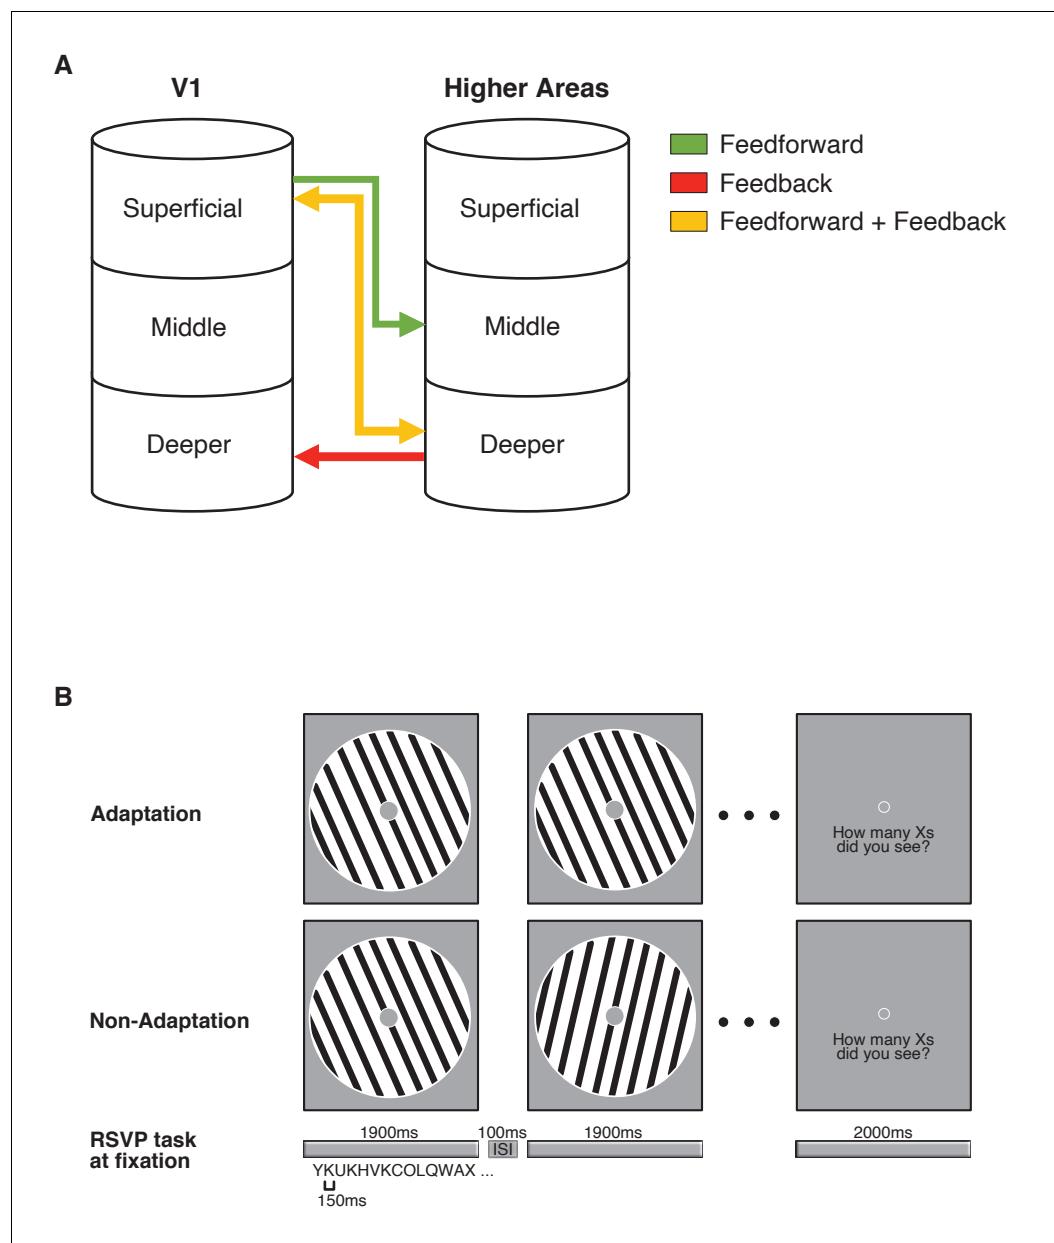 A
V1
Higher Areas
Feedforward
Feedback
Feedforward + Feedback
Superficial
Superficial
Middle
Middle
Deeper
Deeper
B
Adaptation
How many Xs
did you see?
Non-Adaptation
How many Xs
did you see?
RSVP task
at fixation
1900ms
100ms
1900ms
2000ms
ISI
YKUKHVKCOLQWAX ...
150ms